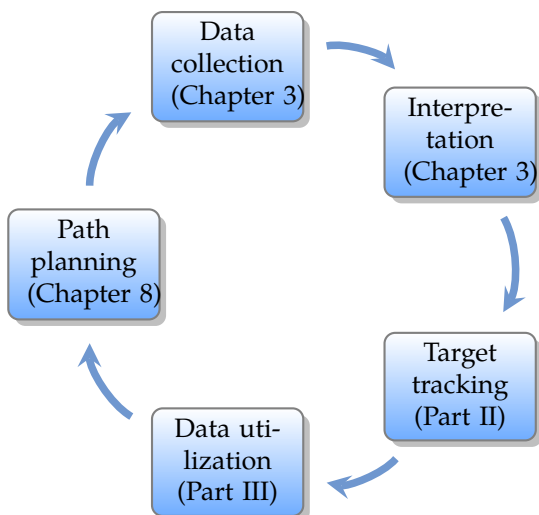 Data
collection
(Chapter 3)
Interpre-
tation
(Chapter 3)
Target
tracking
(Part II)
Data uti-
lization
(Part III)
Path
planning
(Chapter 8)